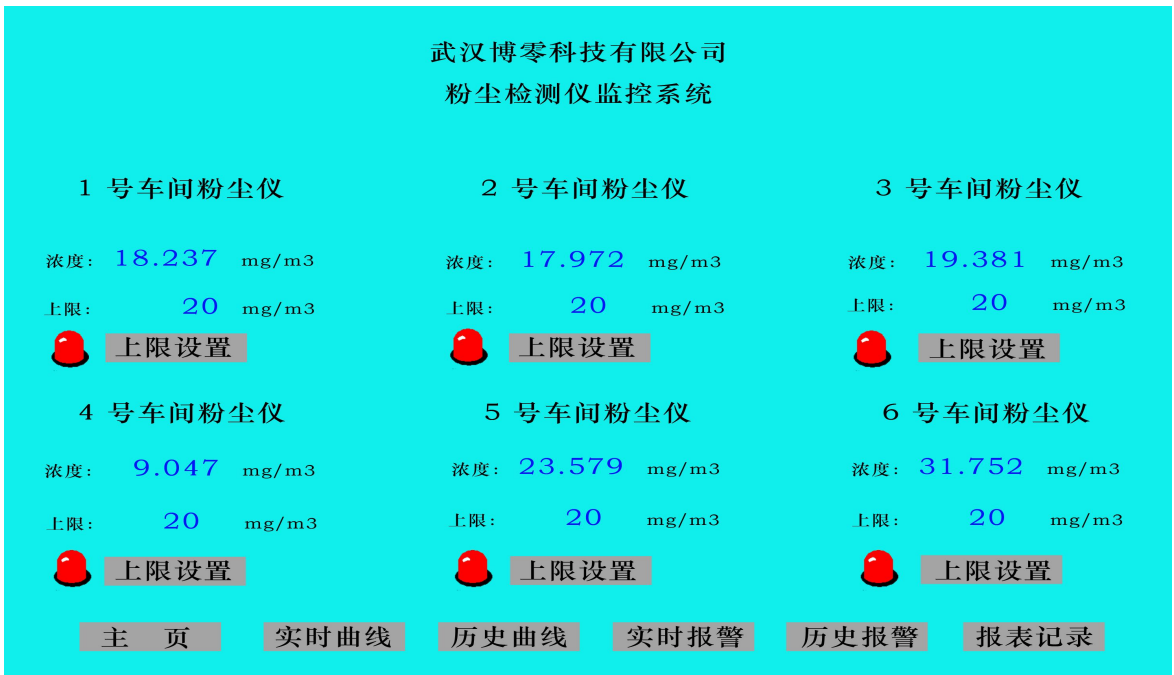 武汉博零科技有限公司
粉尘检测仪监控系统
1 号车间粉尘仪
浓度: 18.237 mg/m3
上限: 20 mg/m3
上限设置
2 号车间粉尘仪
浓度: 17.972 mg/m3
上限: 20 mg/m3
上限设置
3 号车间粉尘仪
浓度: 19.381 mg/m3
上限: 20 mg/m3
上限设置
4 号车间粉尘仪
浓度: 9.047 mg/m3
上限: 20 mg/m3
上限设置
5 号车间粉尘仪
浓度: 23.579 mg/m3
上限: 20 mg/m3
上限设置
6 号车间粉尘仪
浓度: 31.752 mg/m3
上限: 20 mg/m3
上限设置
主 页 实时曲线 历史曲线 实时报警 历史报警 报表记录